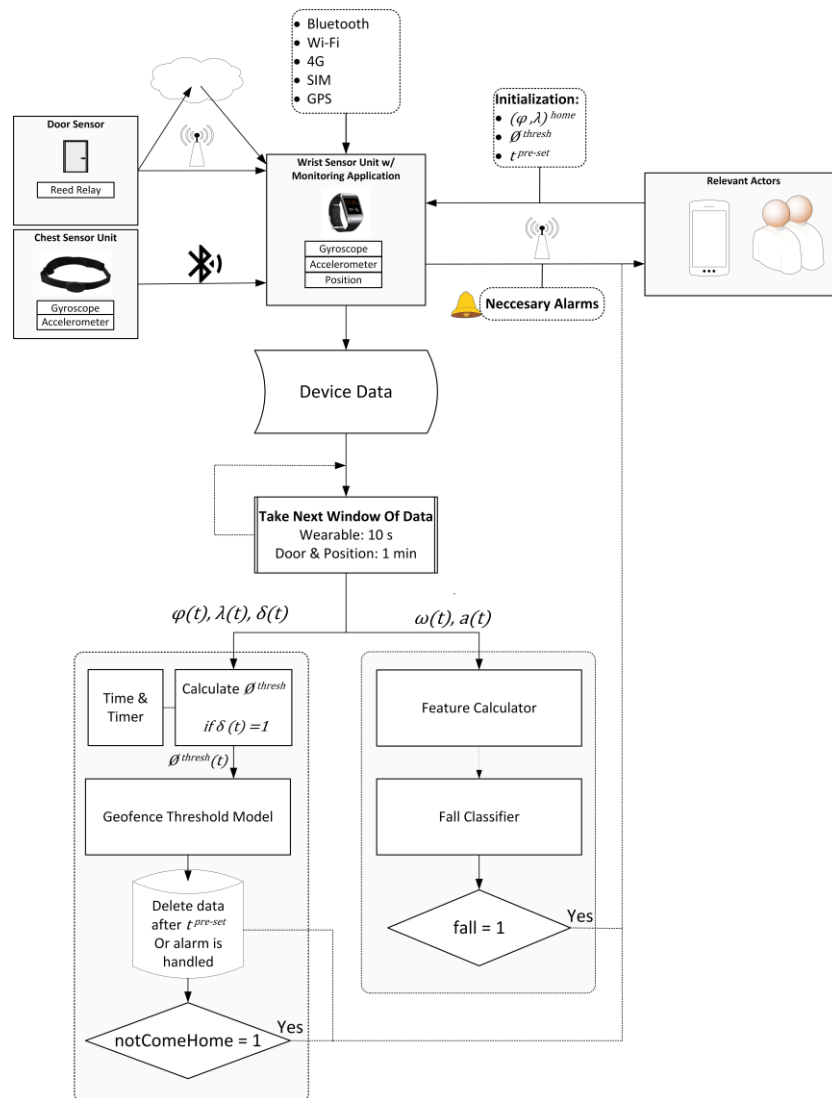 Bluetooth
Wi-Fi
4G
SIM
GPS
Initialization:
(φ,λ) home
Ø thresh
t pre-set
Door Sensor
Reed Relay
Wrist Sensor Unit w/
Monitoring Application
Gyroscope
Accelerometer
Position
Relevant Actors
Chest Sensor Unit
Gyroscope
Accelerometer
Neccesary Alarms
Device Data
Take Next Window Of Data
Wearable: 10 s
Door & Position: 1 min
φ(t), λ(t), δ(t)
ω(t), a(t)
Time &
Timer
Calculate Ø thresh
if δ (t) =1
Ø thresh (t)
Feature Calculator
Geofence Threshold Model
Fall Classifier
Delete data
after t pre-set
Or alarm is
handled
fall = 1
Yes
notComeHome = 1
Yes